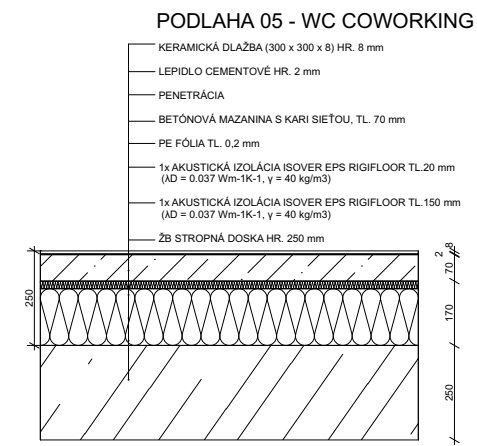 PODLAHA 05 - WC COWORKING
KERAMICKÁ DLAŽBA (300 x 300 x 8) HR. 8 mm
LEPIDLO CEMENTOVÉ HR. 2 mm
PENETRÁCIA
BETÓNOVÁ MAZANINA S KARI SIEŤOU, TL. 70 mm
PE FÓLIA TL. 0,2 mm
1x AKUSTICKÁ IZOLÁCIA ISOVER EPS RIGIFLOOR TL.20 mm
(λD = 0.037 Wm-1K-1, γ = 40 kg/m3)
1x AKUSTICKÁ IZOLÁCIA ISOVER EPS RIGIFLOOR TL.150 mm
(λD = 0.037 Wm-1K-1, γ = 40 kg/m3)
ŽB STROPNÁ DOSKA HR. 250 mm
250
2
8
70
170
250